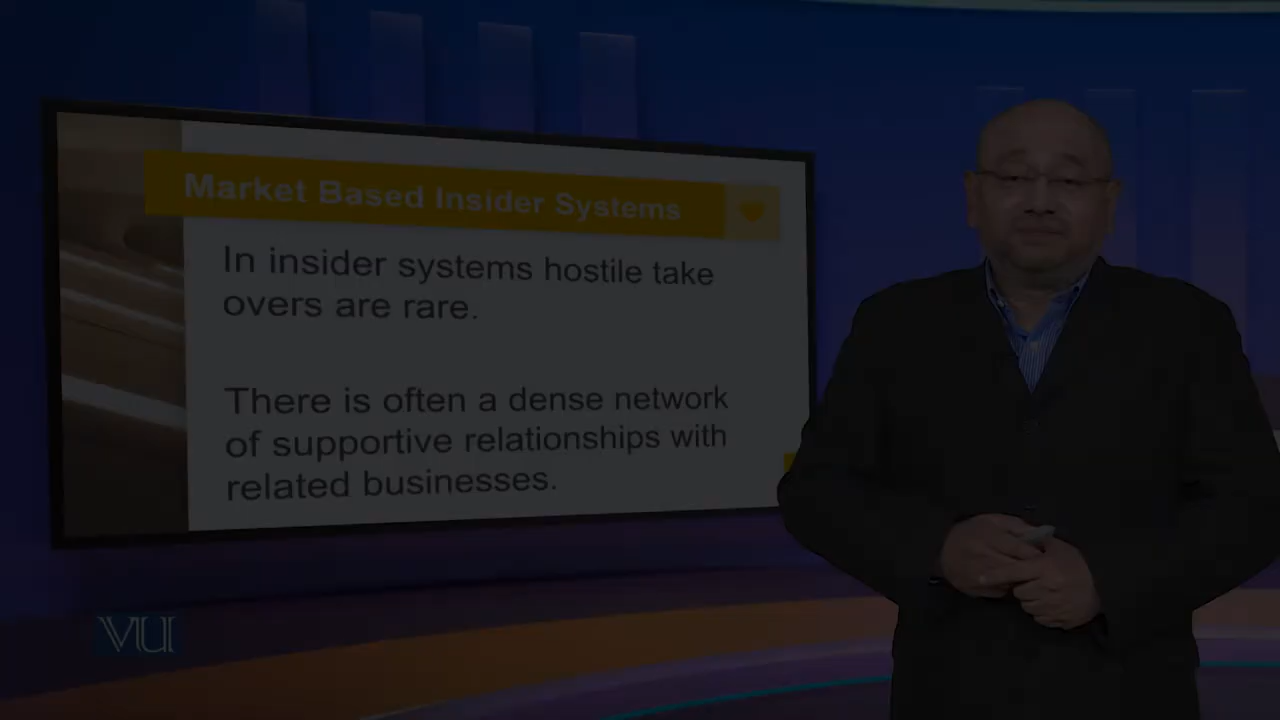 Market Based Insider Systems
In insider systems hostile take
overs are rare.
There is often a dense network
of supportive relationships with
related businesses.
VU